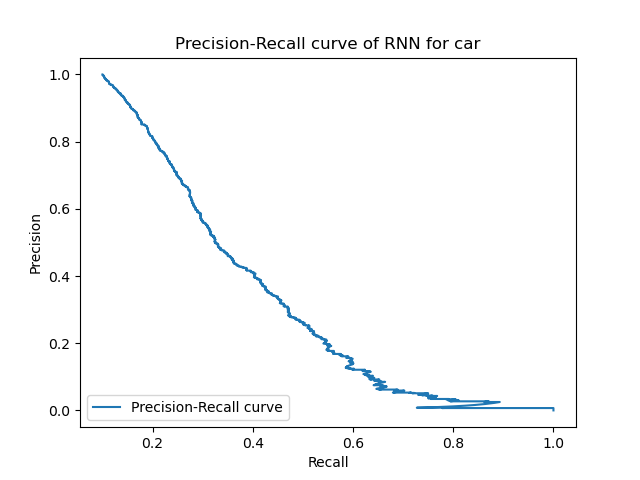 Precision-Recall curve of RNN for car
1.0
0.8
0.6
0.4
0.2
0.0
Precision
Precision-Recall curve
0.2 0.4 0.6 0.8 1.0
Recall